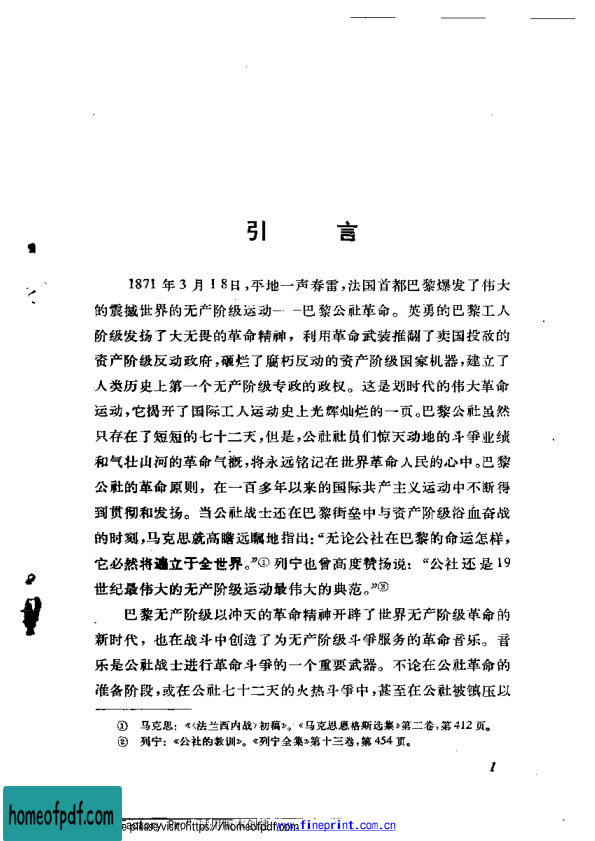 引 言
1871 年 3 月 18日,平地一声春雷,法国首都巴黎爆发了伟大
的震撼世界的无产阶级运动——巴黎公社革命。英勇的巴黎工人
阶级发扬了大无畏的革命精神，利用革命武装推翻了卖国投敌的
资产阶级反动政府,砸烂了腐朽反动的资产阶级国家机器,建立了
人类历史上第一个无产阶级专政的政权。这是划时代的伟大革命
运动,它揭开了国际工人运动史上光辉灿烂的一页。巴黎公社虽然
只存在了短短的七十二天,但是,公社社员们惊天动地的斗争业绩
和气壮山河的革命气概,将永远铭记在世界革命人民的心中。巴黎
公社的革命原则，在一百多年以来的国际共产主义运动中不断得
到贯彻和发扬。当公社战士还在巴黎街垒中与资产阶级浴血奋战
的时刻,马克思就高瞻远瞩地指出:“无论公社在巴黎的命运怎样,
它必然将遍立于全世界。”① 列宁也曾高度赞扬说：“公社还是19
世纪最伟大的无产阶级运动最伟大的典范。”②
巴黎无产阶级以冲天的革命精神开辟了世界无产阶级革命的
新时代，也在战斗中创造了为无产阶级斗争服务的革命音乐。音
乐是公社战士进行革命斗争的一个重要武器。不论在公社革命的
准备阶段,或在公社七十二天的火热斗争中,甚至在公社被镇压以
① 马克思：《〈法兰西内战〉初稿》。《马克思恩格斯选集》第二卷,第412页。
② 列宁：《公社的教训》。《列宁全集》第十三卷,第454页。
1
homeofpdf.com
please visit: https://homeofpdf.com
www.fineprint.com.cn